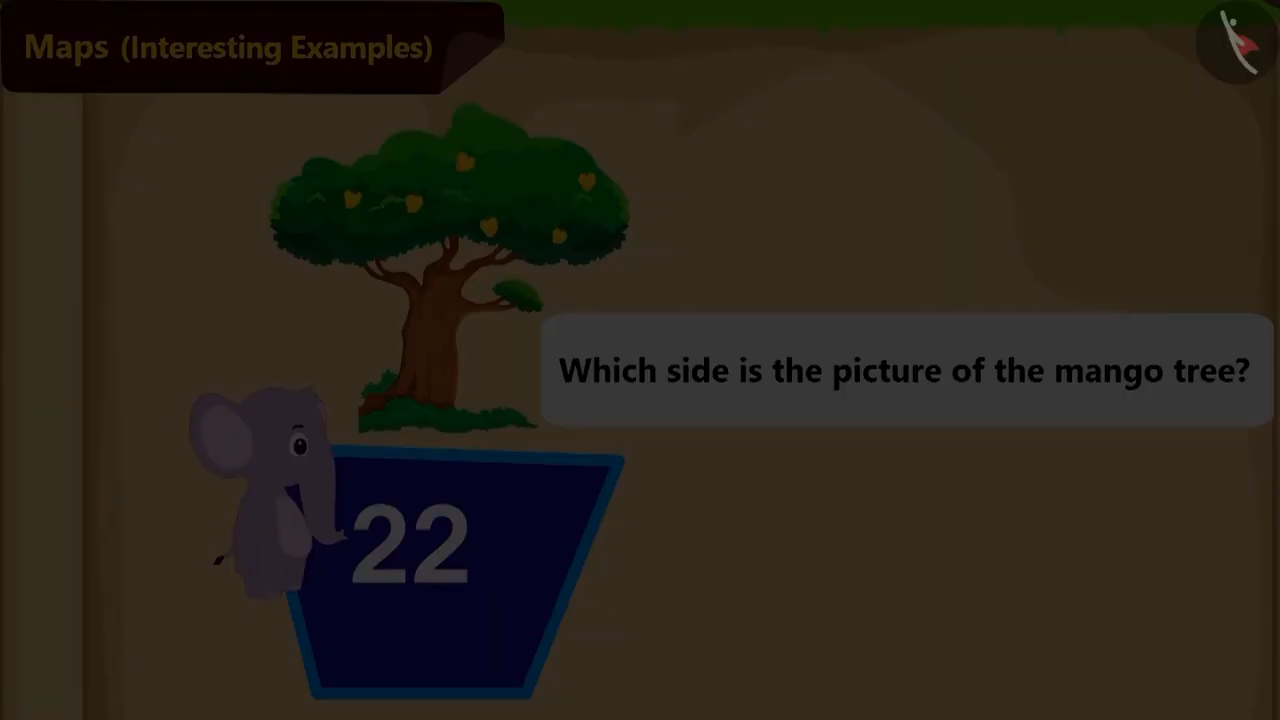 Maps (Interesting Examples)
Which side is the picture of the mango tree?
22